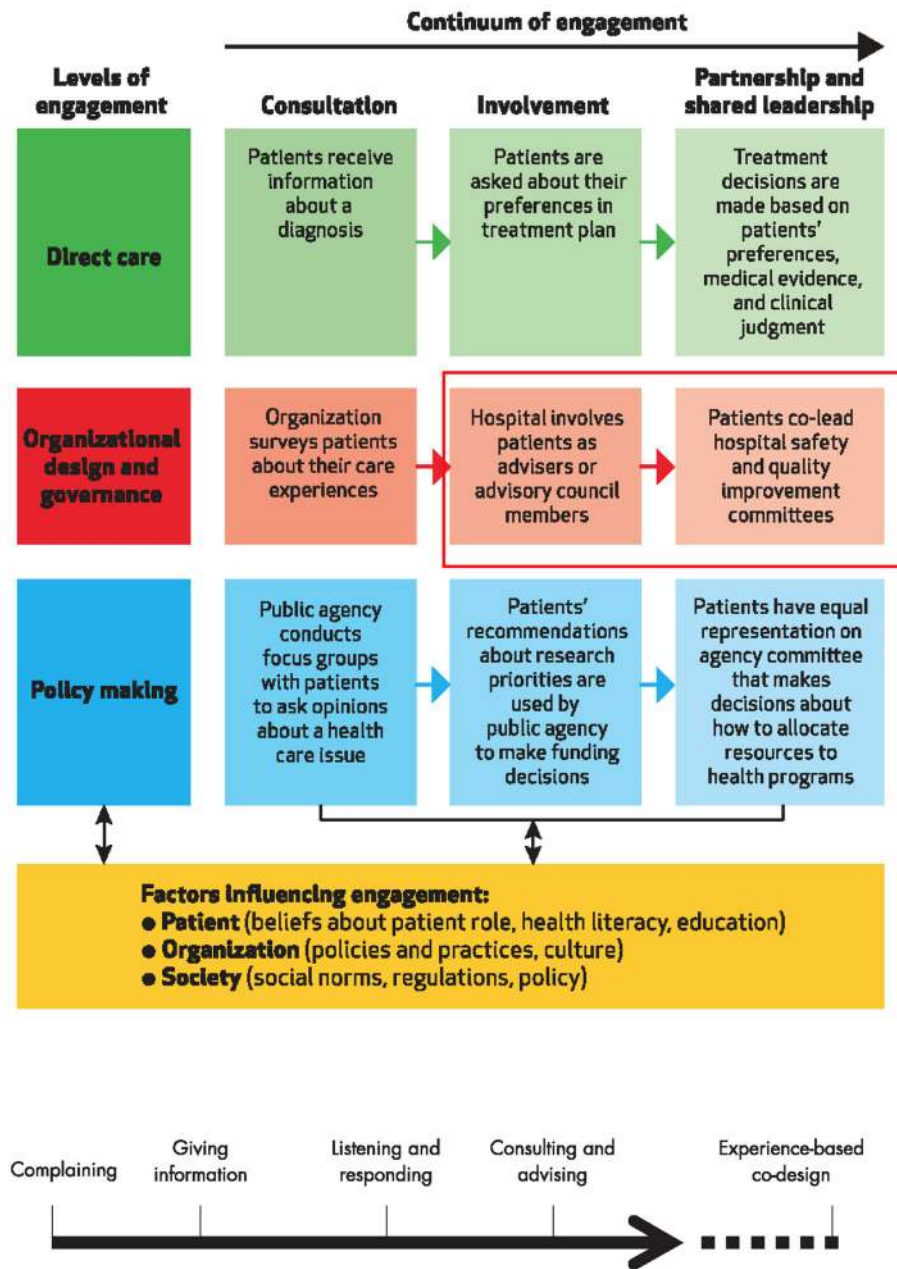 Continuum of engagement
Levels of
engagement
Consultation
Involvement
Partnership and
shared leadership
Direct care
Patients receive
information
about a
diagnosis
Patients are
asked about their
preferences in
treatment plan
Treatment
decisions are
made based on
patients'
preferences,
medical evidence,
and clinical
judgment
Organizational
design and
governance
Organization
surveys patients
about their care
experiences
Hospital involves
patients as
advisers or
advisory council
members
Patients co-lead
hospital safety
and quality
improvement
committees
Policy making
Public agency
conducts
focus groups
with patients
to ask opinions
about a health
care issue
Patients'
recommendations
about research
priorities are
used by
public agency
to make funding
decisions
Patients have equal
representation on
agency committee
that makes
decisions about
how to allocate
resources to
health programs
Factors influencing engagement:
● Patient (beliefs about patient role, health literacy, education)
● Organization (policies and practices, culture)
● Society (social norms, regulations, policy)
Complaining
Giving
information
Listening and
responding
Consulting and
advising
Experience-based
co-design